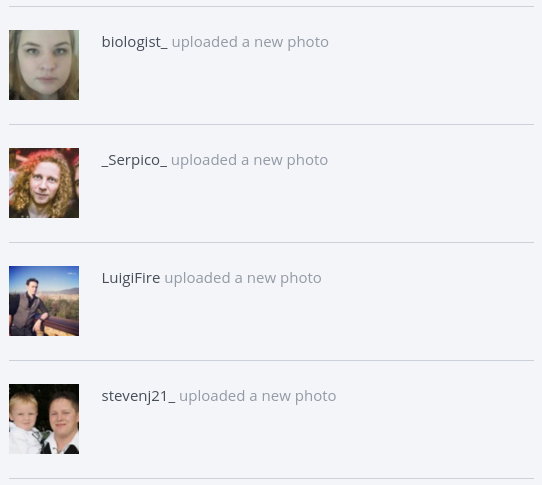 biologist_ uploaded a new photo
_Serpico_ uploaded a new photo
LuigiFire uploaded a new photo
stevenj21_ uploaded a new photo